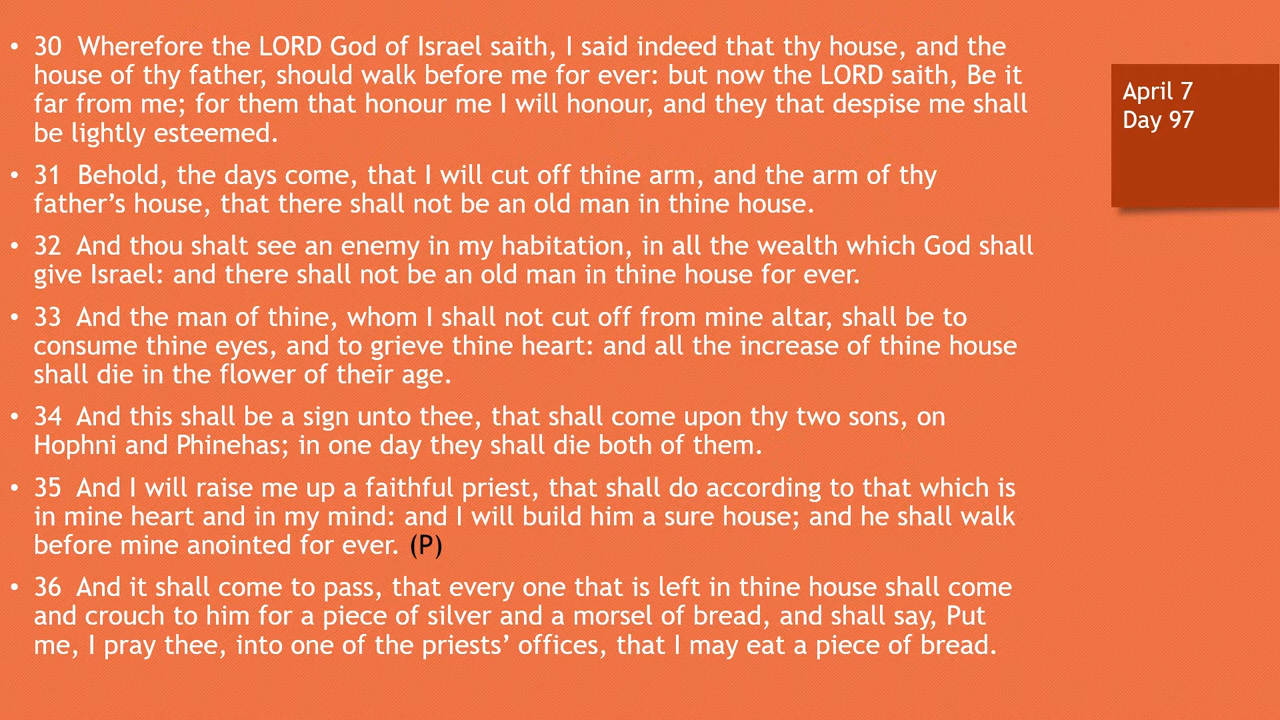 • 30  Wherefore the LORD God of Israel saith, I said indeed that thy house, and the
house of thy father, should walk before me for ever: but now the LORD saith, Be it
far from me; for them that honour me I will honour, and they that despise me shall
be lightly esteemed.
• 31  Behold, the days come, that I will cut off thine arm, and the arm of thy
father’s house, that there shall not be an old man in thine house.
• 32  And thou shalt see an enemy in my habitation, in all the wealth which God shall
give Israel: and there shall not be an old man in thine house for ever.
• 33  And the man of thine, whom I shall not cut off from mine altar, shall be to
consume thine eyes, and to grieve thine heart: and all the increase of thine house
shall die in the flower of their age.
• 34  And this shall be a sign unto thee, that shall come upon thy two sons, on
Hophni and Phinehas; in one day they shall die both of them.
• 35  And I will raise me up a faithful priest, that shall do according to that which is
in mine heart and in my mind: and I will build him a sure house; and he shall walk
before mine anointed for ever. (P)
• 36  And it shall come to pass, that every one that is left in thine house shall come
and crouch to him for a piece of silver and a morsel of bread, and shall say, Put
me, I pray thee, into one of the priests’ offices, that I may eat a piece of bread.
April 7
Day 97